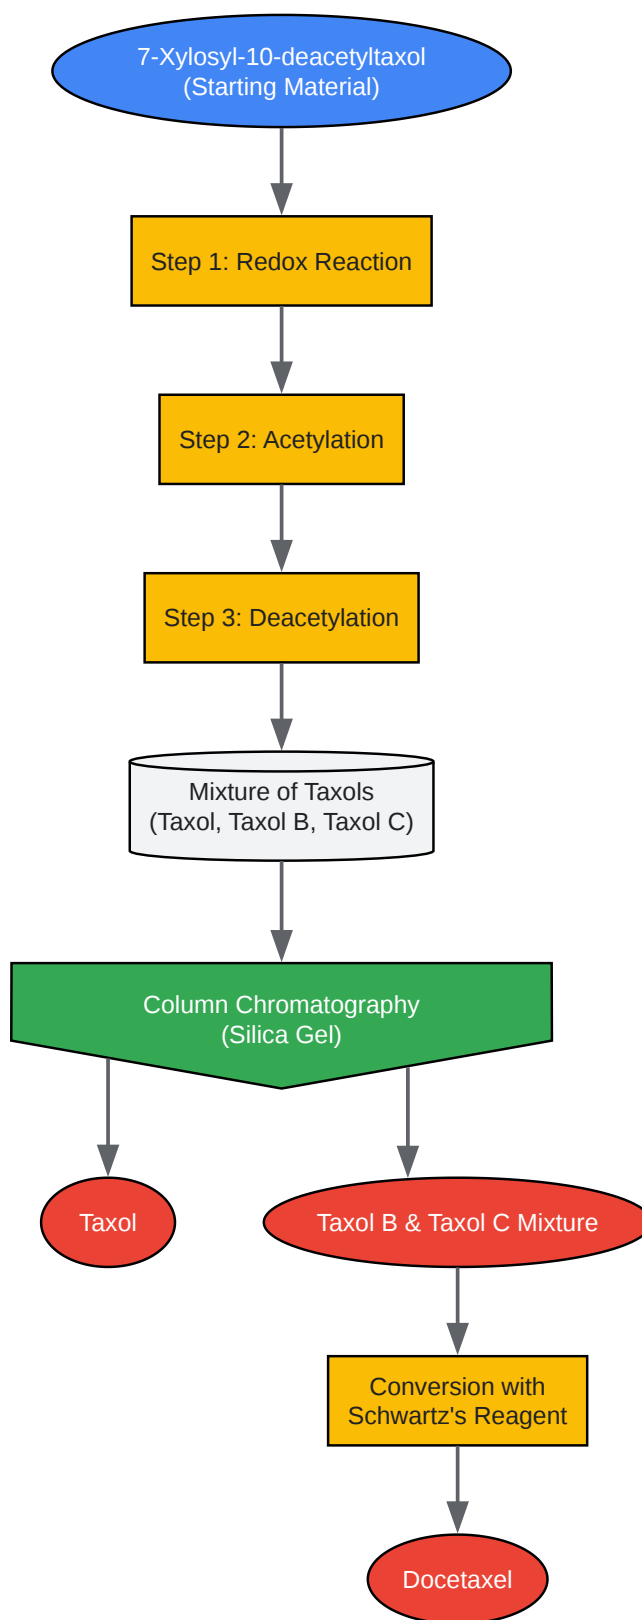 7-Xylosyl-10-deacetyltaxol
(Starting Material)
Step 1: Redox Reaction
Step 2: Acetylation
Step 3: Deacetylation
Mixture of Taxols
(Taxol, Taxol B, Taxol C)
Column Chromatography
(Silica Gel)
Taxol
Taxol B & Taxol C Mixture
Conversion with
Schwartz's Reagent
Docetaxel